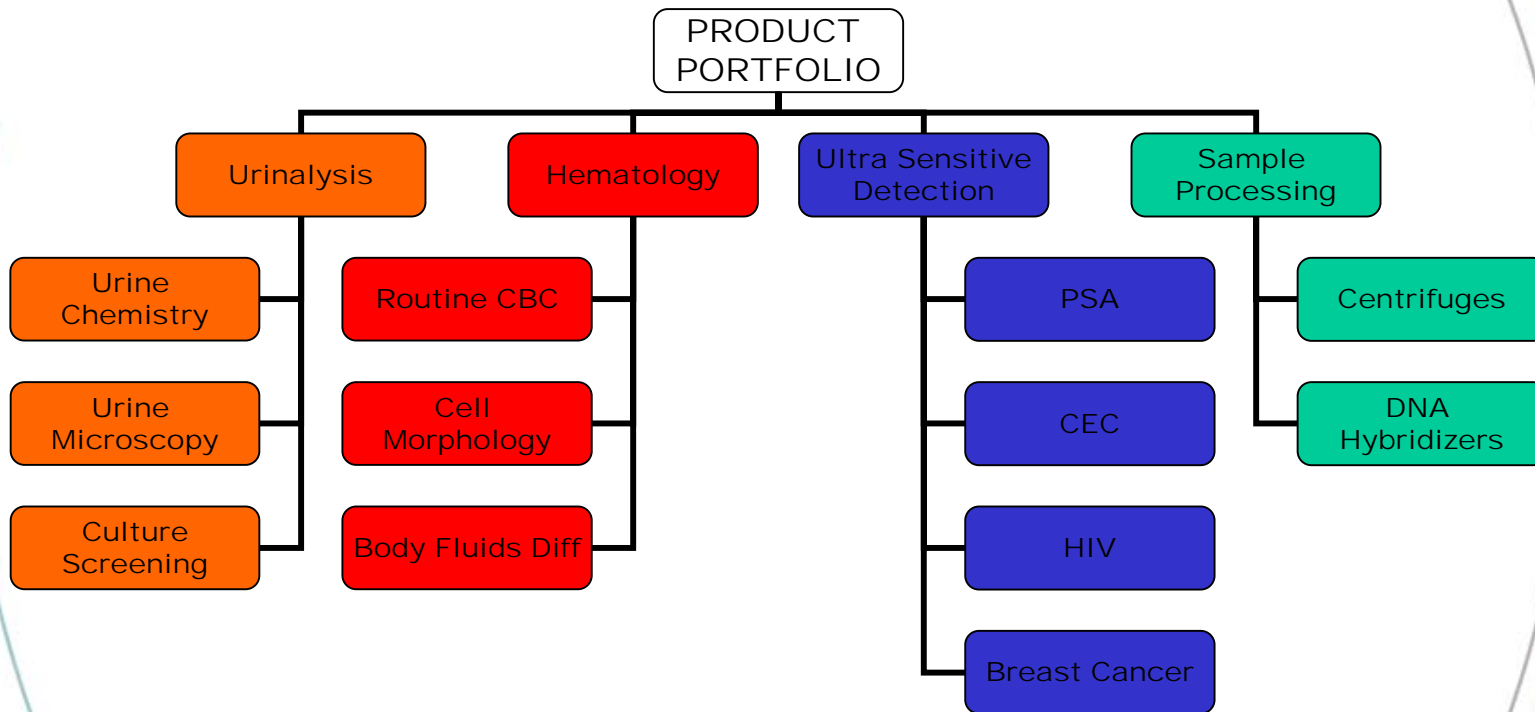 PRODUCT
PORTFOLIO
Urinalysis
Hematology
Ultra Sensitive
Detection
Sample
Processing
Urine
Chemistry
Routine CBC
PSA
Centrifuges
Urine
Microscopy
Cell
Morphology
CEC
DNA
Hybridizers
Culture
Screening
Body Fluids Diff
HIV
Breast Cancer